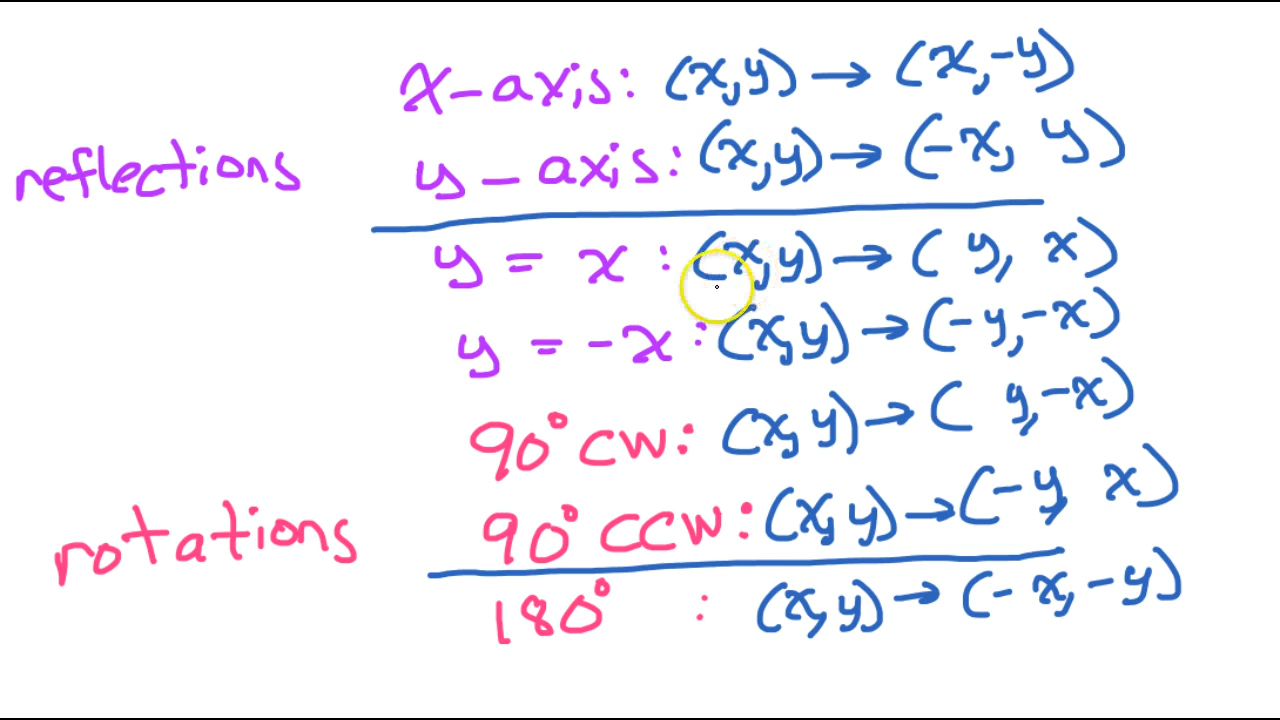 x-axis: (x,y) → (x,-y)
reflections
y-axis: (x,y) → (-x, y)
y = x : (x,y) → ( y, x)
y = -x : (x,y) → (-y,-x)
90° CW: (x,y) → ( y,-x)
rotations
90° CCW: (x,y) → (-y, x)
180° : (x,y) → (-x,-y)